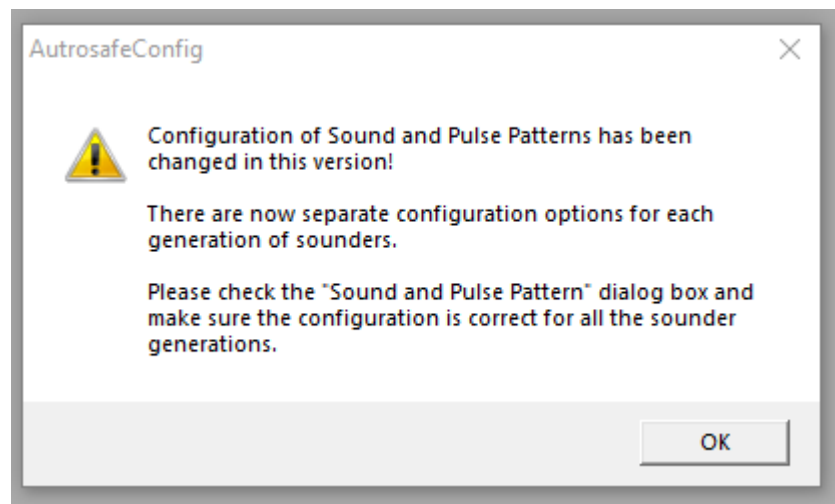 AutrosafeConfig
Configuration of Sound and Pulse Patterns has been
changed in this version!
There are now separate configuration options for each
generation of sounders.
Please check the "Sound and Pulse Pattern" dialog box and
make sure the configuration is correct for all the sounder
generations.
OK